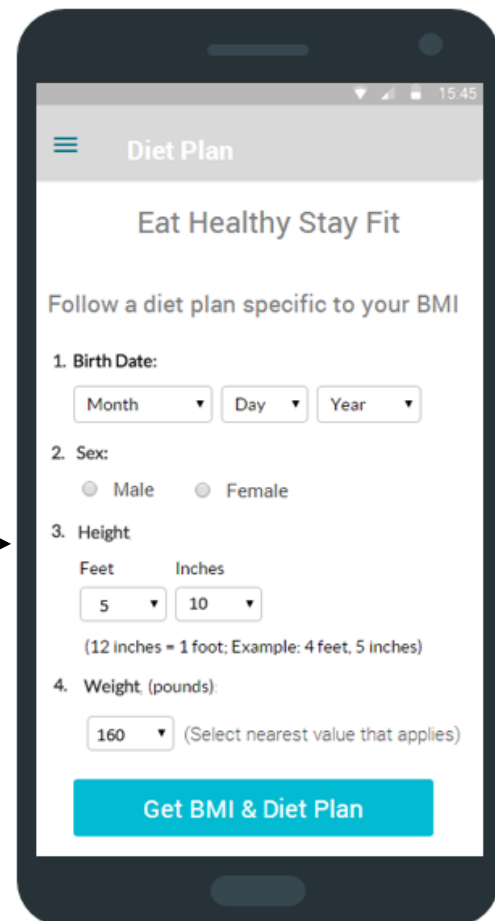 15:45
Diet Plan
Eat Healthy Stay Fit
Follow a diet plan specific to your BMI
1. Birth Date:
Month Day Year
2. Sex:
Male Female
3. Height
Feet Inches
5 10
(12 inches = 1 foot; Example: 4 feet, 5 inches)
4. Weight (pounds):
160 (Select nearest value that applies)
Get BMI & Diet Plan